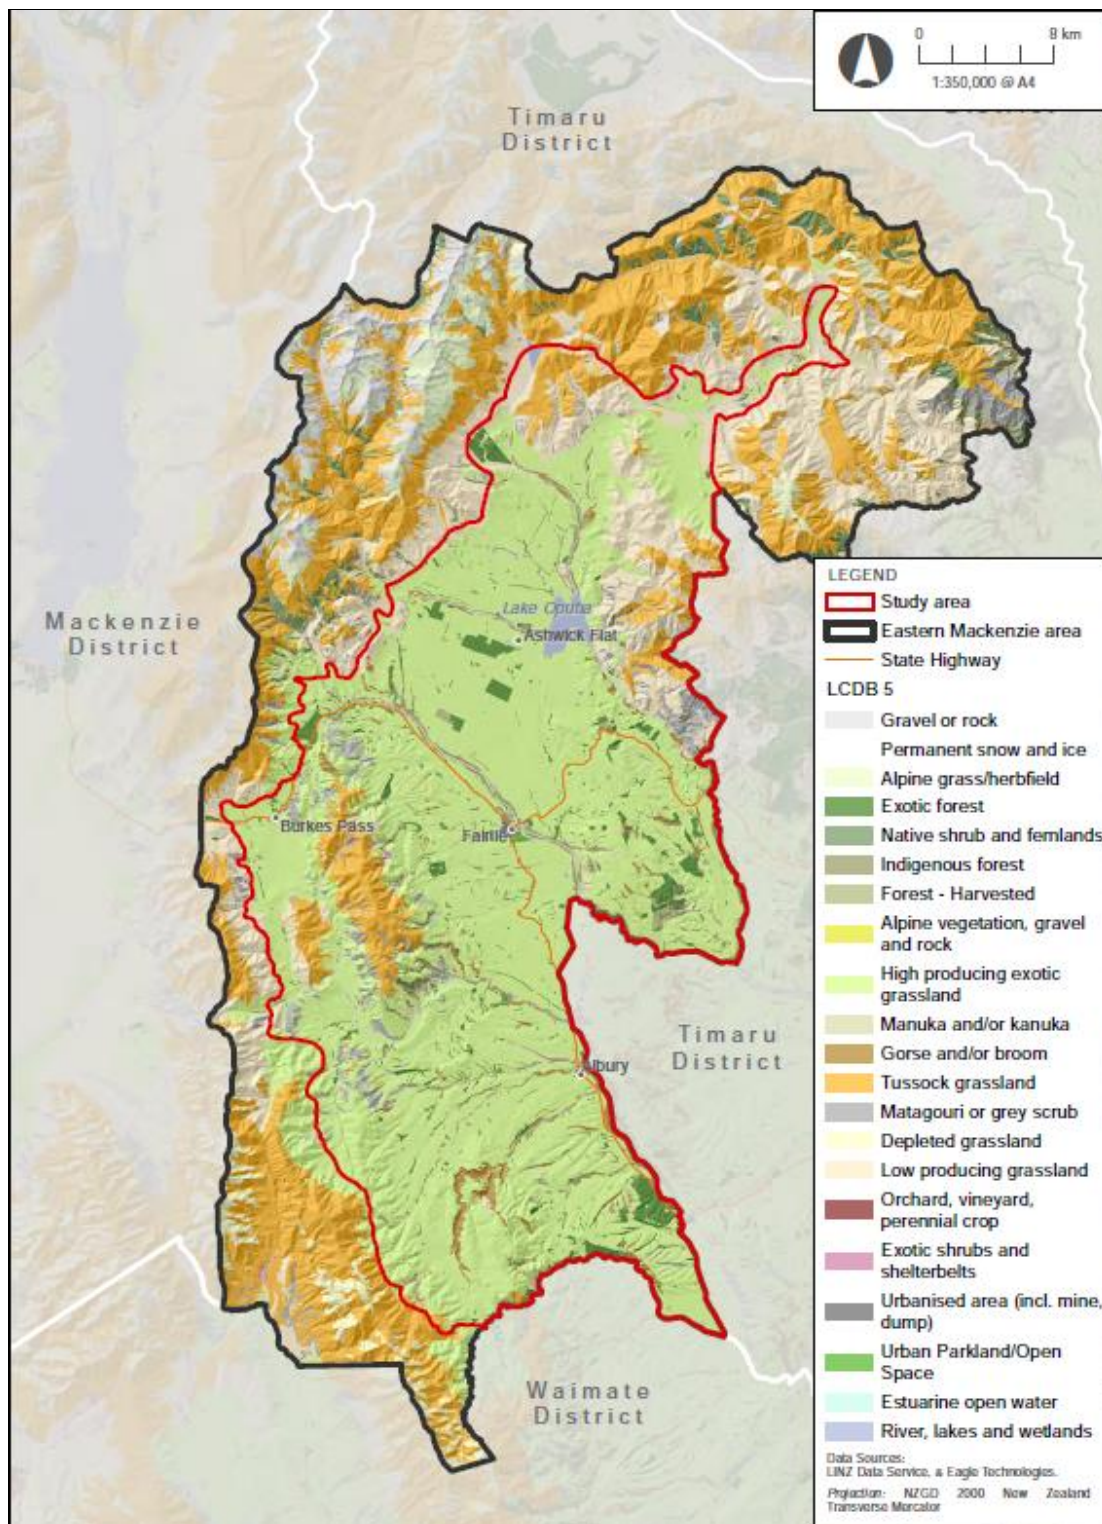 0 8 km
1:350,000 @ A4
Timaru
District
Mackenzie
District
Lake Opuha
Ashwick Flat
Burkes Pass
Fairlie
Albury
Timaru
District
Waimate
District
LEGEND
Study area
Eastern Mackenzie area
State Highway
LCDB 5
Gravel or rock
Permanent snow and ice
Alpine grass/herbfield
Exotic forest
Native shrub and fernlands
Indigenous forest
Forest - Harvested
Alpine vegetation, gravel
and rock
High producing exotic
grassland
Manuka and/or kanuka
Gorse and/or broom
Tussock grassland
Matagouri or grey scrub
Depleted grassland
Low producing grassland
Orchard, vineyard,
perennial crop
Exotic shrubs and
shelterbelts
Urbanised area (incl. mine,
dump)
Urban Parkland/Open
Space
Estuarine open water
River, lakes and wetlands
Data Sources:
LINZ Data Service, & Eagle Technologies.
Projection: NZGD 2000 New Zealand
Transverse Mercator